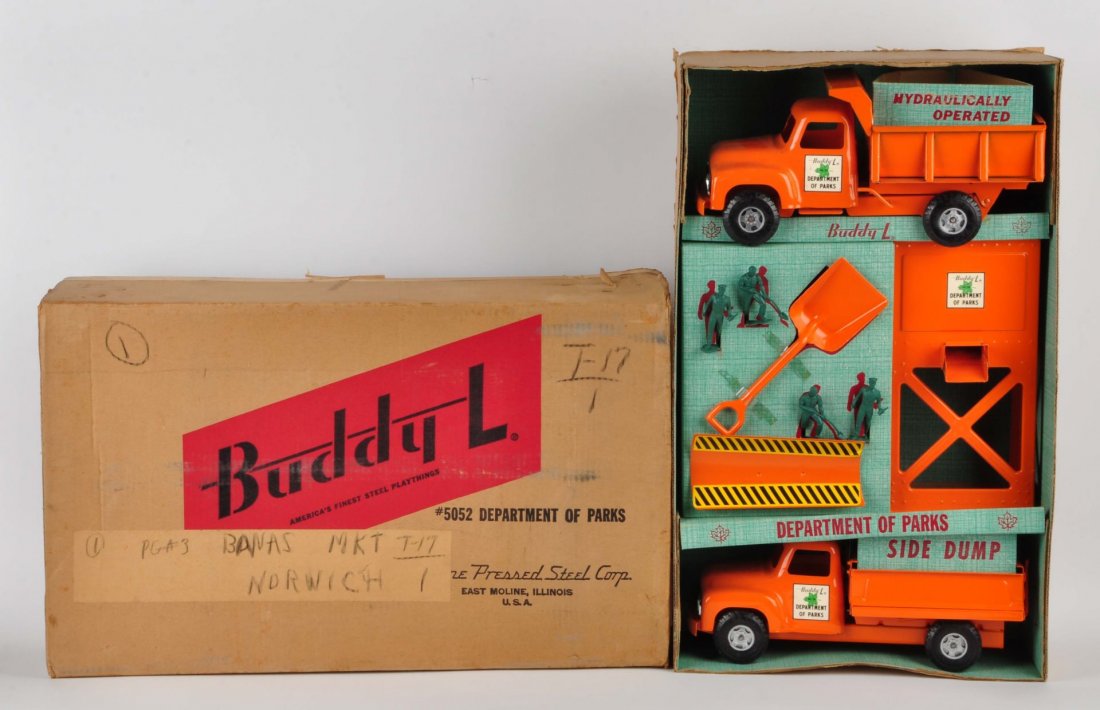 1
T-17
1
Buddy L®
AMERICA'S FINEST STEEL PLAYTHINGS
#5052 DEPARTMENT OF PARKS
1 PGA3 BANAS MKT T-17
NORWICH 1
ne Pressed Steel Corp.
EAST MOLINE, ILLINOIS
U.S.A.
HYDRAULICALLY
OPERATED
Buddy L
DEPARTMENT
OF PARKS
Buddy L
Buddy L
DEPARTMENT
OF PARKS
DEPARTMENT OF PARKS
SIDE DUMP
Buddy L
DEPARTMENT
OF PARKS